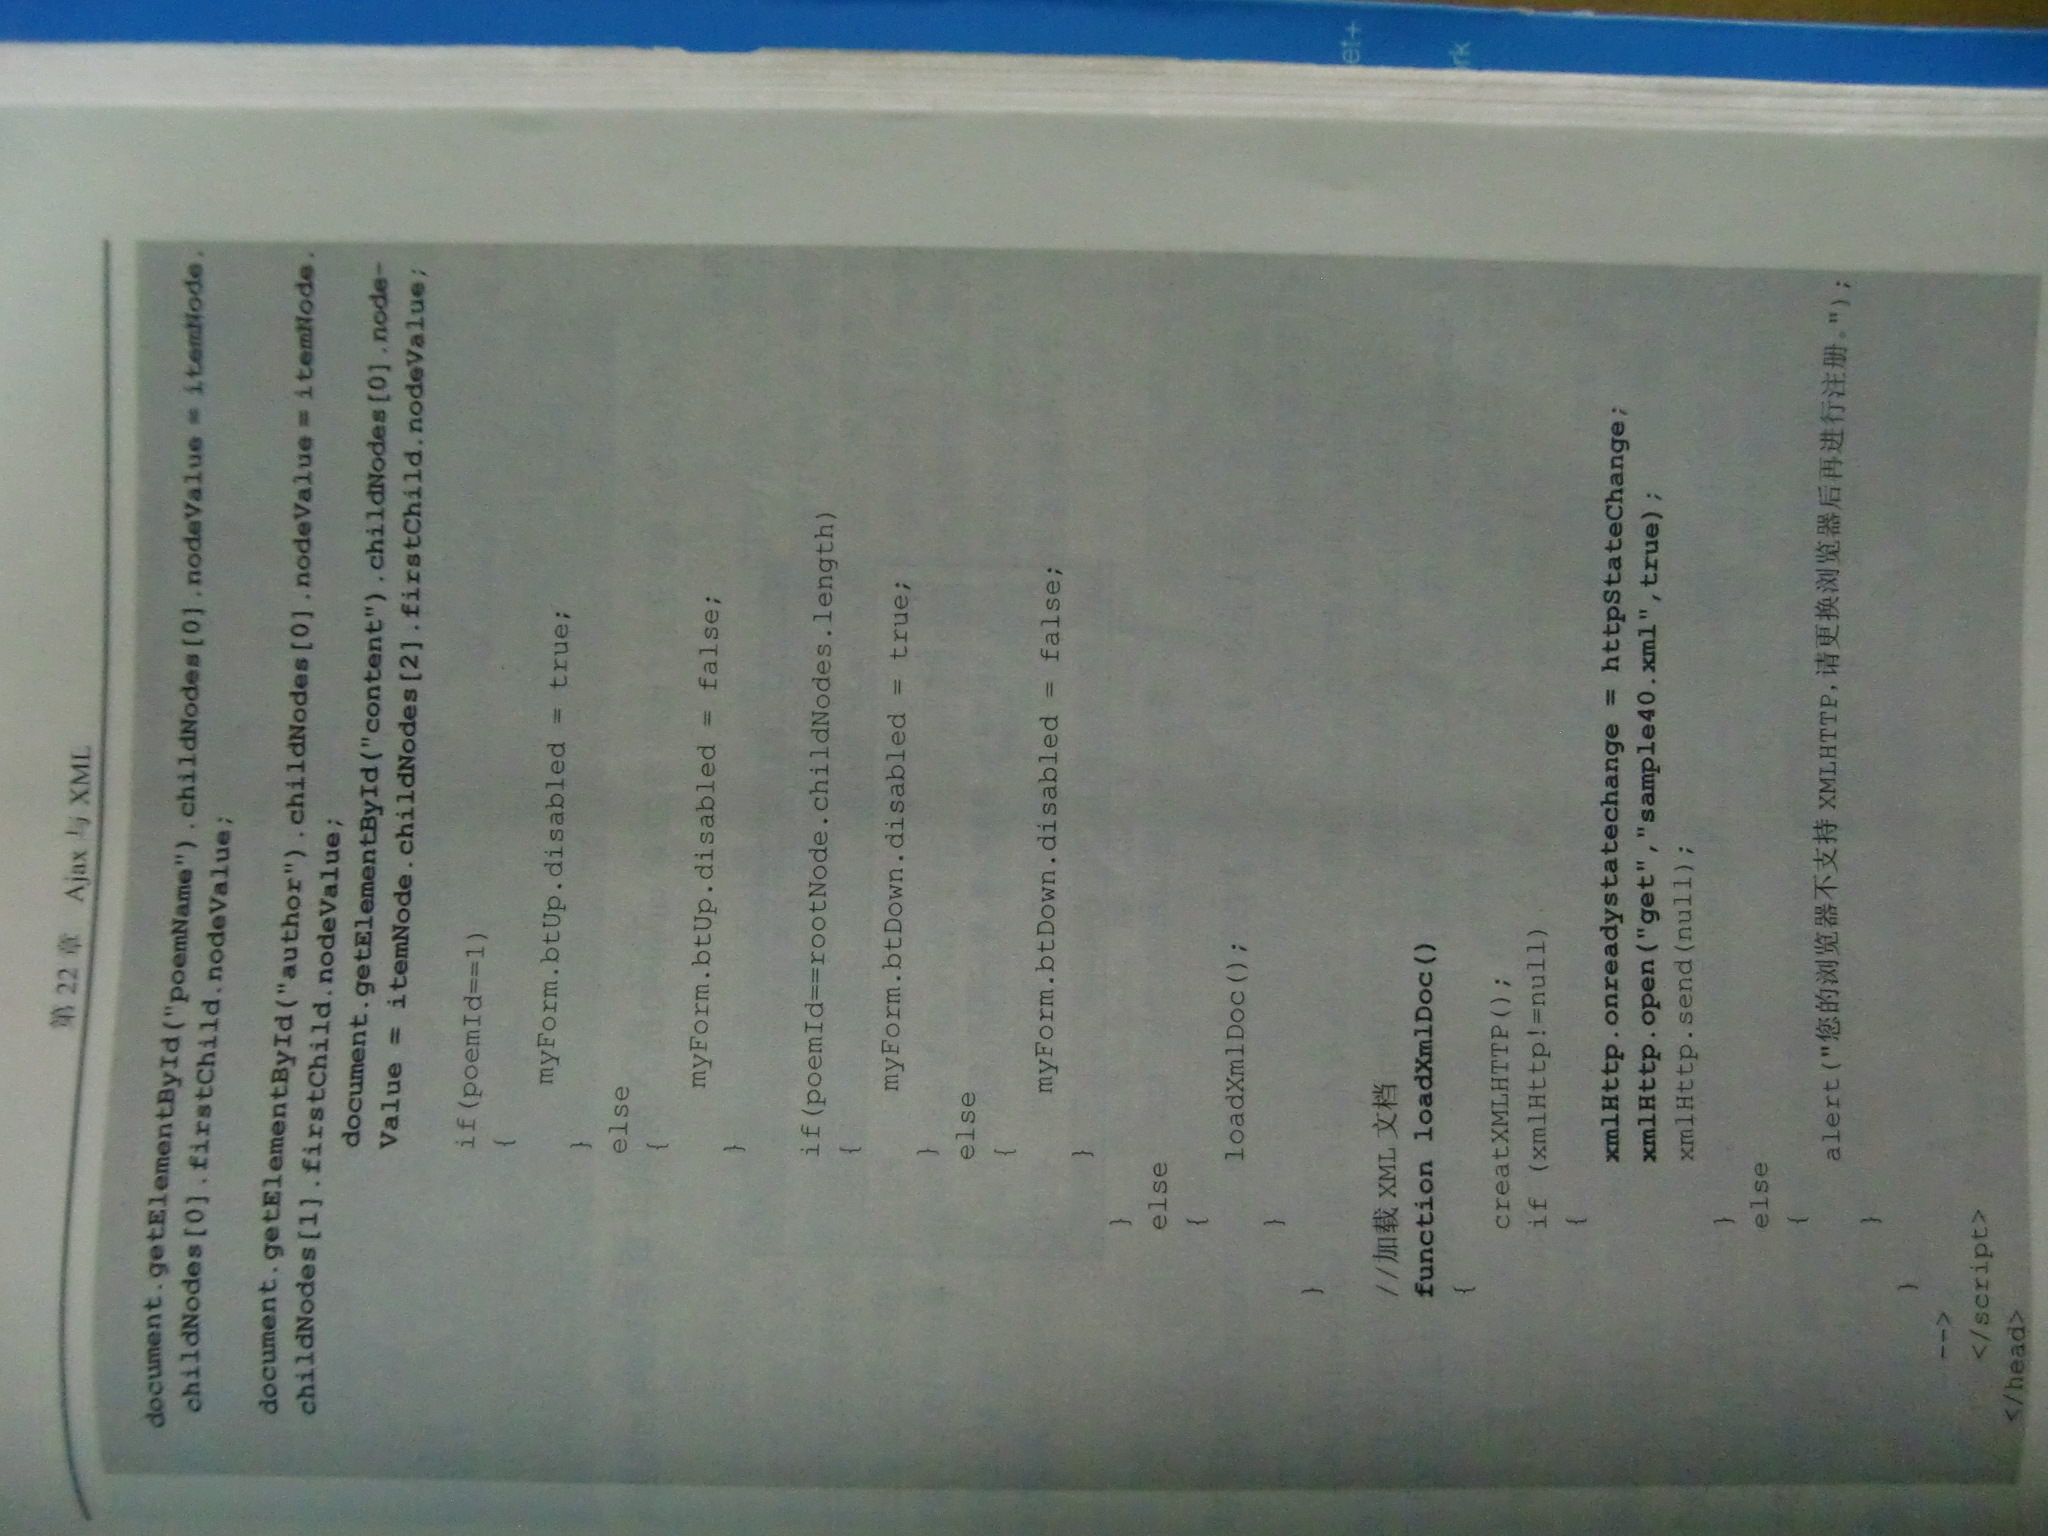 第 22 章 Ajax 与 XML
document.getElementById("poemName").childNodes[0].nodeValue = itemNode.
childNodes[0].firstChild.nodeValue;
document.getElementById("author").childNodes[0].nodeValue = itemNode.
childNodes[1].firstChild.nodeValue;
document.getElementById("content").childNodes[0].node-
Value = itemNode.childNodes[2].firstChild.nodeValue;
if(poemId==1)
{
myForm.btUp.disabled = true;
}
else
{
myForm.btUp.disabled = false;
}
if(poemId==rootNode.childNodes.length)
{
myForm.btDown.disabled = true;
}
else
{
myForm.btDown.disabled = false;
}
}
else
{
loadXmlDoc();
}
}
//加载 XML 文档
function loadXmlDoc()
{
creatXMLHTTP();
if (xmlHttp!=null)
{
xmlHttp.onreadystatechange = httpStateChange;
xmlHttp.open("get","sample40.xml",true);
xmlHttp.send(null);
}
else
{
alert("您的浏览器不支持 XMLHTTP,请更换浏览器后再进行注册。");
}
}
-->
</script>
</head>
et+
rk